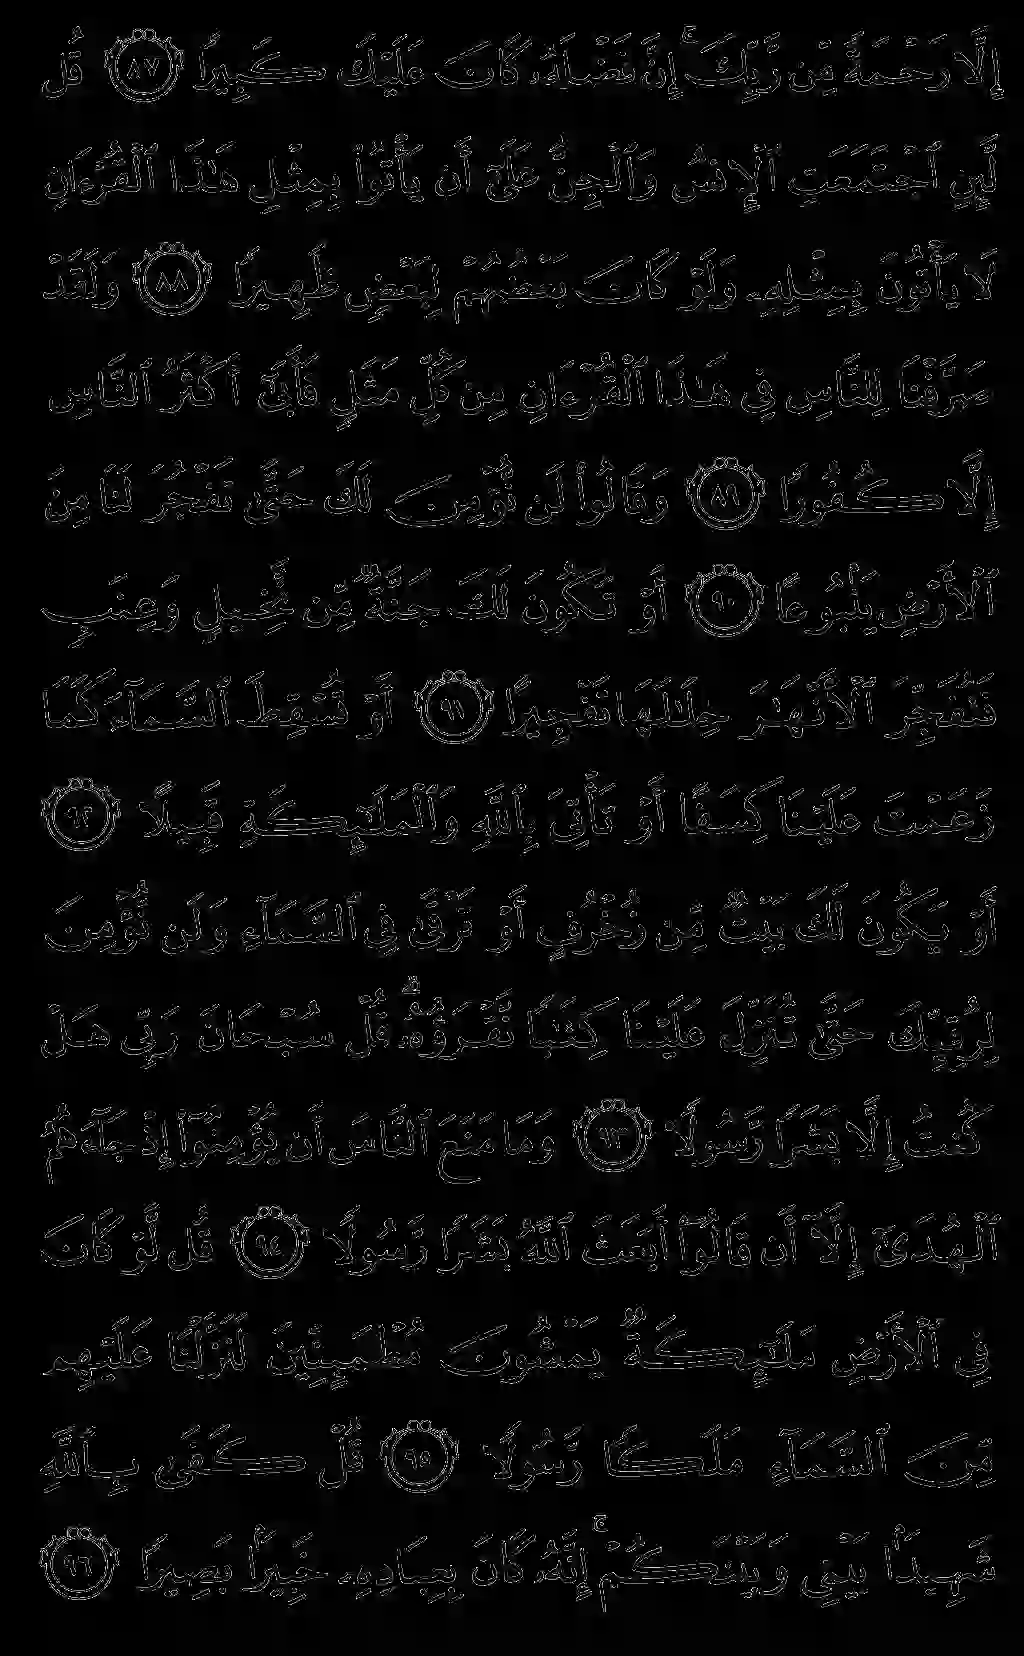 إِلَّا رَحْمَةً مِّن رَّبِّكَ ۚ إِنَّ فَضْلَهُۥ كَانَ عَلَيْكَ كَبِيرًا ٨٧ قُل
لَّئِنِ ٱجْتَمَعَتِ ٱلْإِنسُ وَٱلْجِنُّ عَلَىٰٓ أَن يَأْتُوا۟ بِمِثْلِ هَٰذَا ٱلْقُرْءَانِ
لَا يَأْتُونَ بِمِثْلِهِۦ وَلَوْ كَانَ بَعْضُهُمْ لِبَعْضٍ ظَهِيرًا ٨٨ وَلَقَدْ
صَرَّفْنَا لِلنَّاسِ فِى هَٰذَا ٱلْقُرْءَانِ مِن كُلِّ مَثَلٍ فَأَبَىٰٓ أَكْثَرُ ٱلنَّاسِ
إِلَّا كُفُورًا ٨٩ وَقَالُوا۟ لَن نُّؤْمِنَ لَكَ حَتَّىٰ تَفْجُرَ لَنَا مِنَ
ٱلْأَرْضِ يَنۢبُوعًا ٩٠ أَوْ تَكُونَ لَكَ جَنَّةٌ مِّن نَّخِيلٍ وَعِنَبٍ
فَتُفَجِّرَ ٱلْأَنْهَٰرَ خِلَٰلَهَا تَفْجِيرًا ٩١ أَوْ تُسْقِطَ ٱلسَّمَآءَ كَمَا
زَعَمْتَ عَلَيْنَا كِسَفًا أَوْ تَأْتِىَ بِٱللَّهِ وَٱلْمَلَٰٓئِكَةِ قَبِيلًا ٩٢
أَوْ يَكُونَ لَكَ بَيْتٌ مِّن زُخْرُفٍ أَوْ تَرْقَىٰ فِى ٱلسَّمَآءِ وَلَن نُّؤْمِنَ
لِرُقِيِّكَ حَتَّىٰ تُنَزِّلَ عَلَيْنَا كِتَٰبًا نَّقْرَؤُهُۥ ۗ قُلْ سُبْحَانَ رَبِّى هَلْ
كُنتُ إِلَّا بَشَرًا رَّسُولًا ٩٣ وَمَا مَنَعَ ٱلنَّاسَ أَن يُؤْمِنُوٓا۟ إِذْ جَآءَهُمُ
ٱلْهُدَىٰٓ إِلَّآ أَن قَالُوٓا۟ أَبَعَثَ ٱللَّهُ بَشَرًا رَّسُولًا ٩٤ قُل لَّوْ كَانَ
فِى ٱلْأَرْضِ مَلَٰٓئِكَةٌ يَمْشُونَ مُطْمَئِنِّينَ لَنَزَّلْنَا عَلَيْهِم
مِّنَ ٱلسَّمَآءِ مَلَكًا رَّسُولًا ٩٥ قُلْ كَفَىٰ بِٱللَّهِ
شَهِيدًۢا بَيْنِى وَبَيْنَكُمْ ۚ إِنَّهُۥ كَانَ بِعِبَادِهِۦ خَبِيرًۢا بَصِيرًا ٩٦